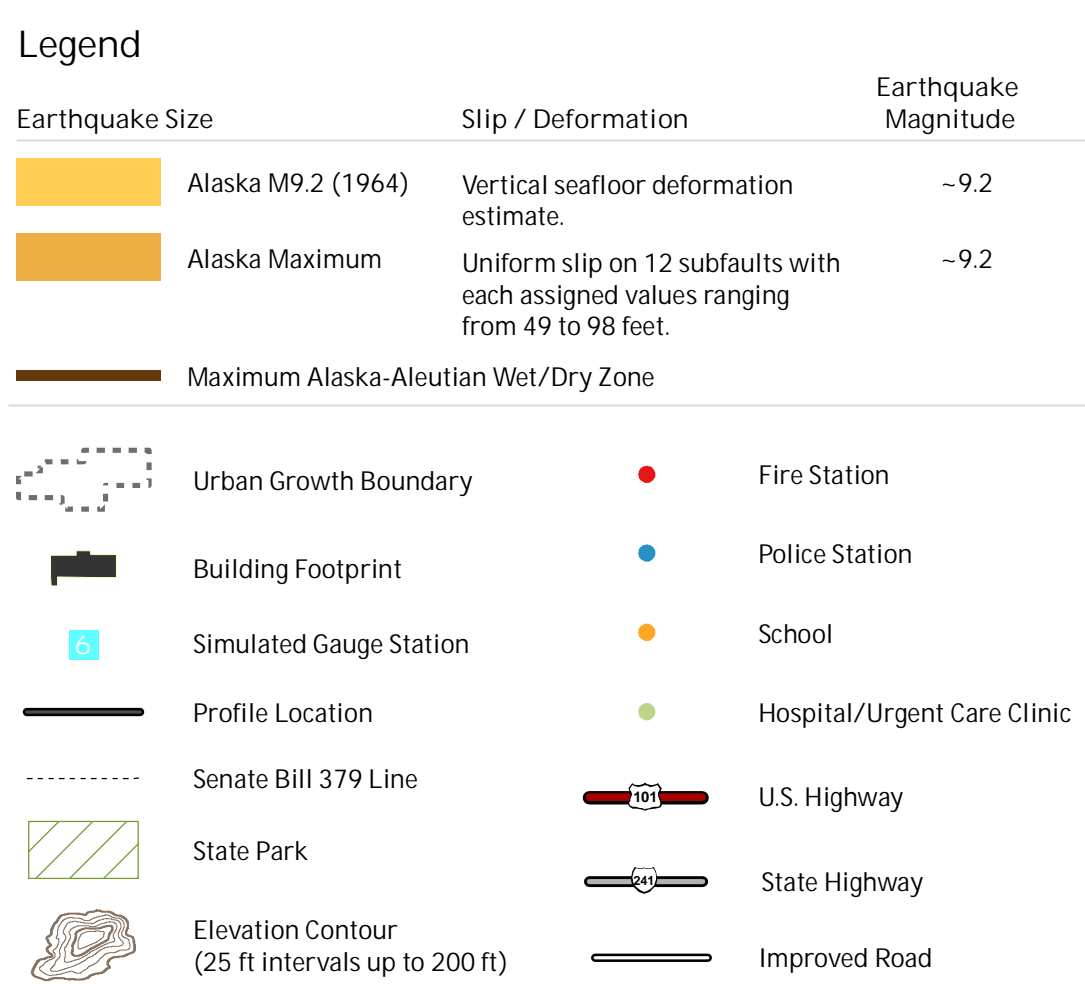 Legend
Earthquake Size
Slip / Deformation
Earthquake
Magnitude
Alaska M9.2 (1964)
Vertical seafloor deformation
estimate.
~9.2
Alaska Maximum
Uniform slip on 12 subfaults with
each assigned values ranging
from 49 to 98 feet.
~9.2
Maximum Alaska-Aleutian Wet/Dry Zone
Urban Growth Boundary
Building Footprint
6
Simulated Gauge Station
Profile Location
Senate Bill 379 Line
State Park
Elevation Contour
(25 ft intervals up to 200 ft)
Fire Station
Police Station
School
Hospital/Urgent Care Clinic
101
U.S. Highway
241
State Highway
Improved Road